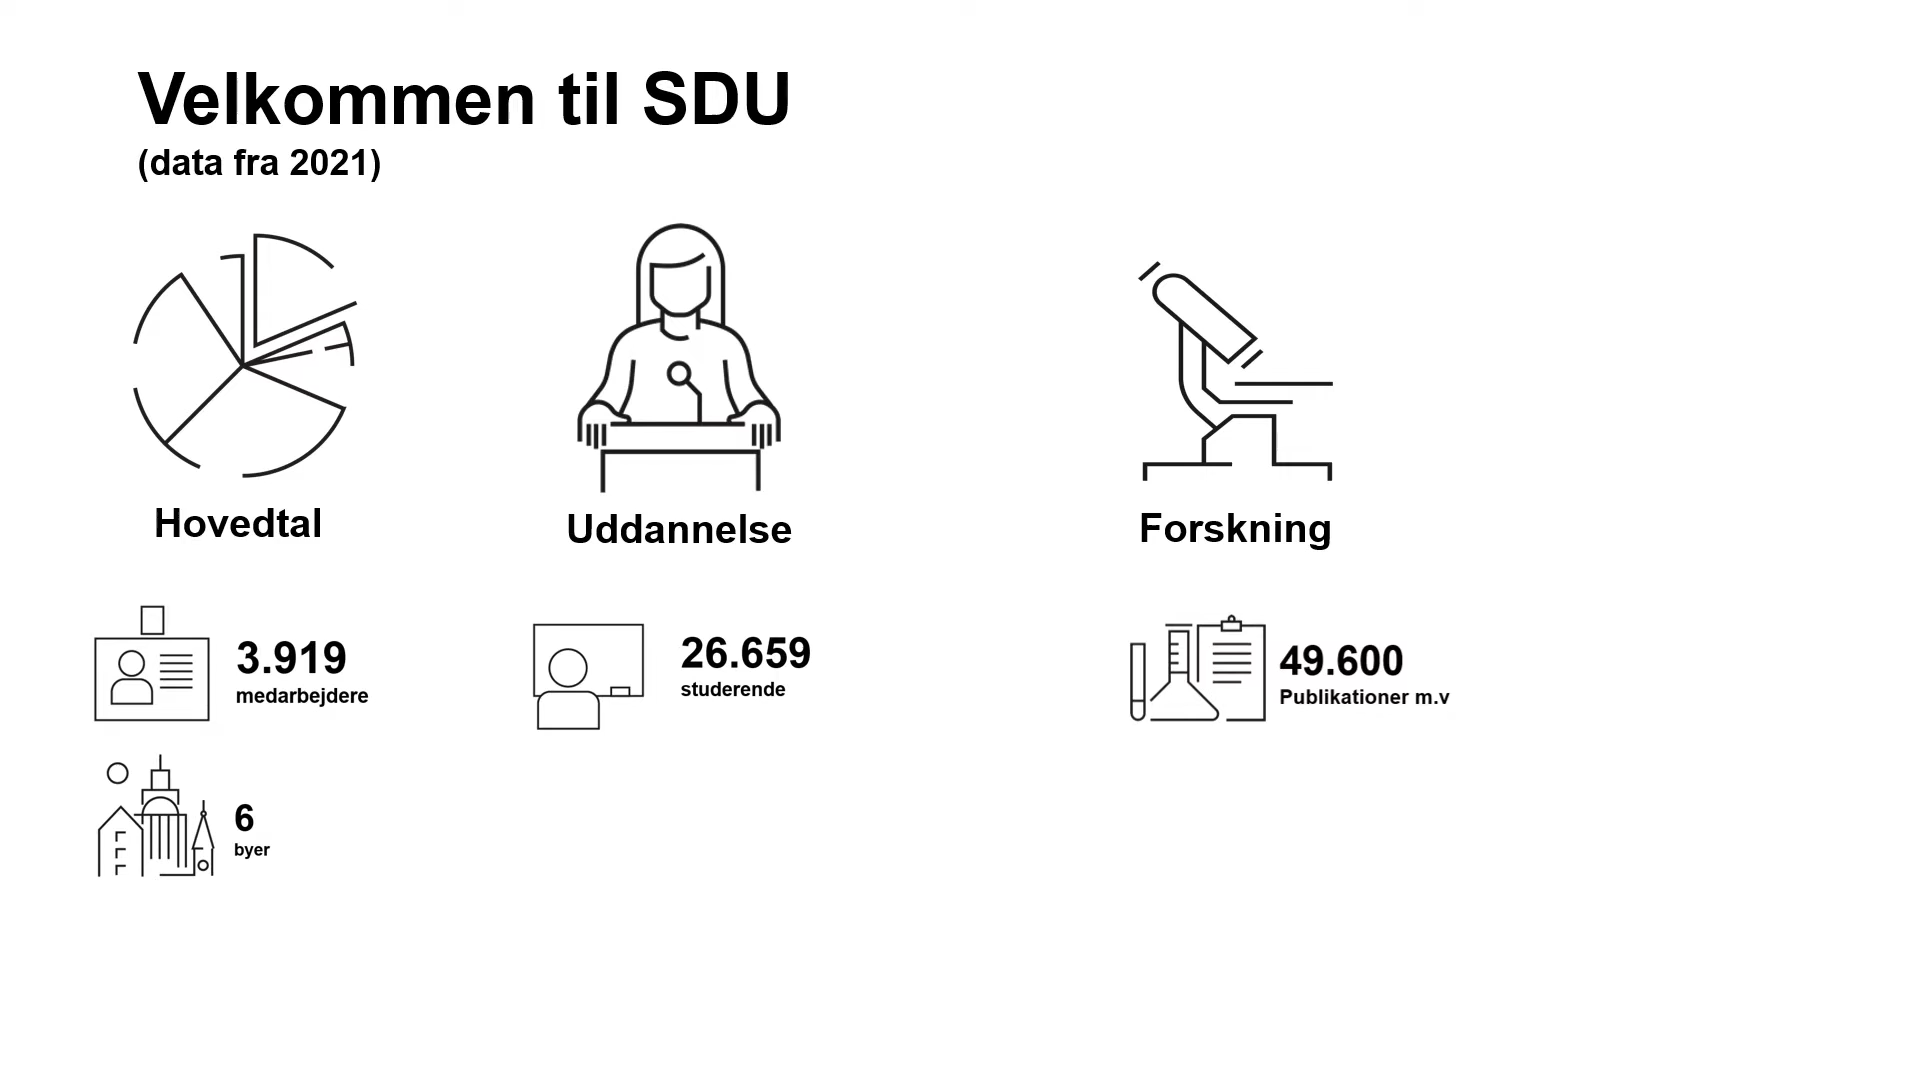 Velkommen til SDU
(data fra 2021)
Hovedtal
Uddannelse
Forskning
3.919
medarbejdere
26.659
studerende
49.600
Publikationer m.v
6
byer